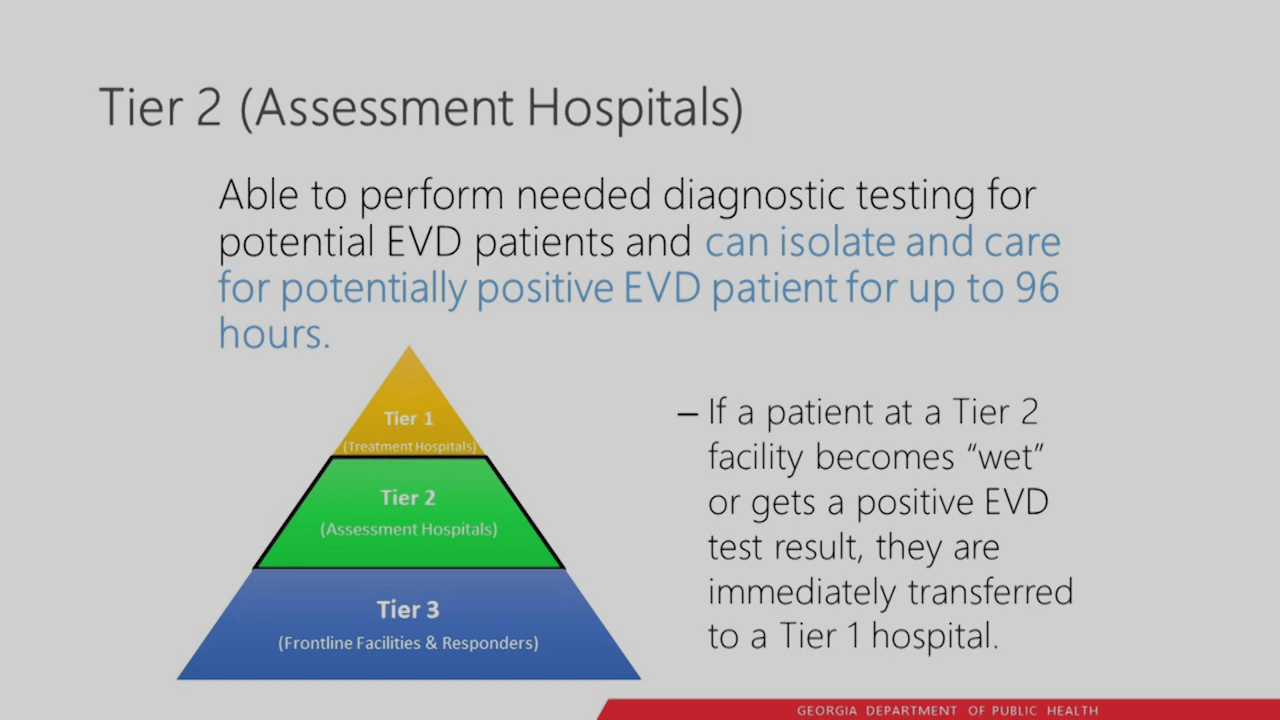 Tier 2 (Assessment Hospitals)
Able to perform needed diagnostic testing for
potential EVD patients and can isolate and care
for potentially positive EVD patient for up to 96
hours.
Tier 1
(Treatment Hospitals)
Tier 2
(Assessment Hospitals)
Tier 3
(Frontline Facilities & Responders)
– If a patient at a Tier 2
facility becomes “wet”
or gets a positive EVD
test result, they are
immediately transferred
to a Tier 1 hospital.
GEORGIA DEPARTMENT OF PUBLIC HEALTH